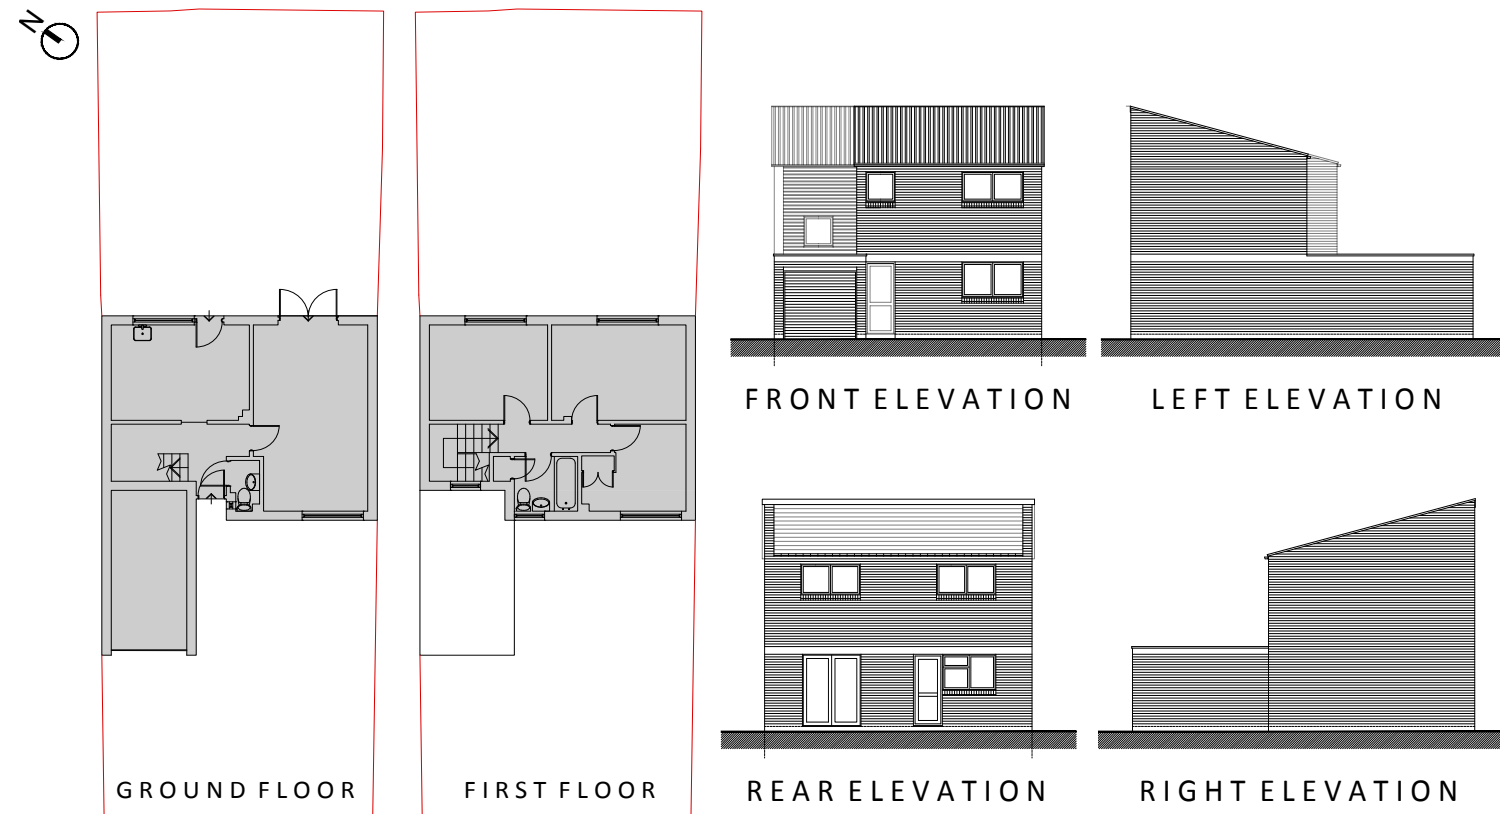 N
FRONT ELEVATION
LEFT ELEVATION
GROUND FLOOR
FIRST FLOOR
REAR ELEVATION
RIGHT ELEVATION